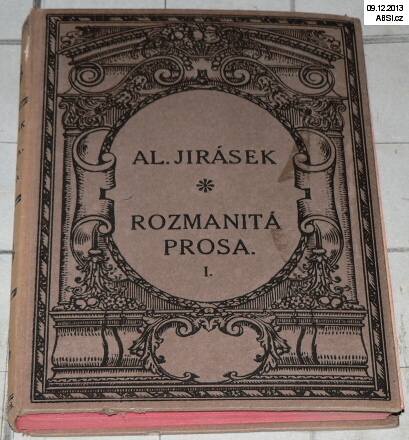 09.12.2013
ABSI.cz
AL. JIRÁSEK
*
ROZMANITÁ
PROSA.
I.